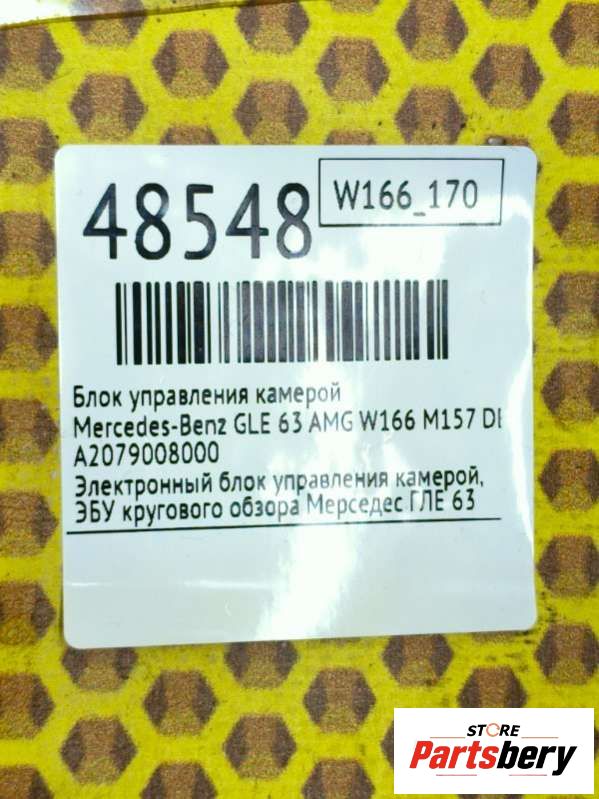 48548
W166_170
Блок управления камерой
Mercedes-Benz GLE 63 AMG W166 M157 DE
A2079008000
Электронный блок управления камерой,
ЭБУ кругового обзора Мерседес ГЛЕ 63
STORE
Partsbery